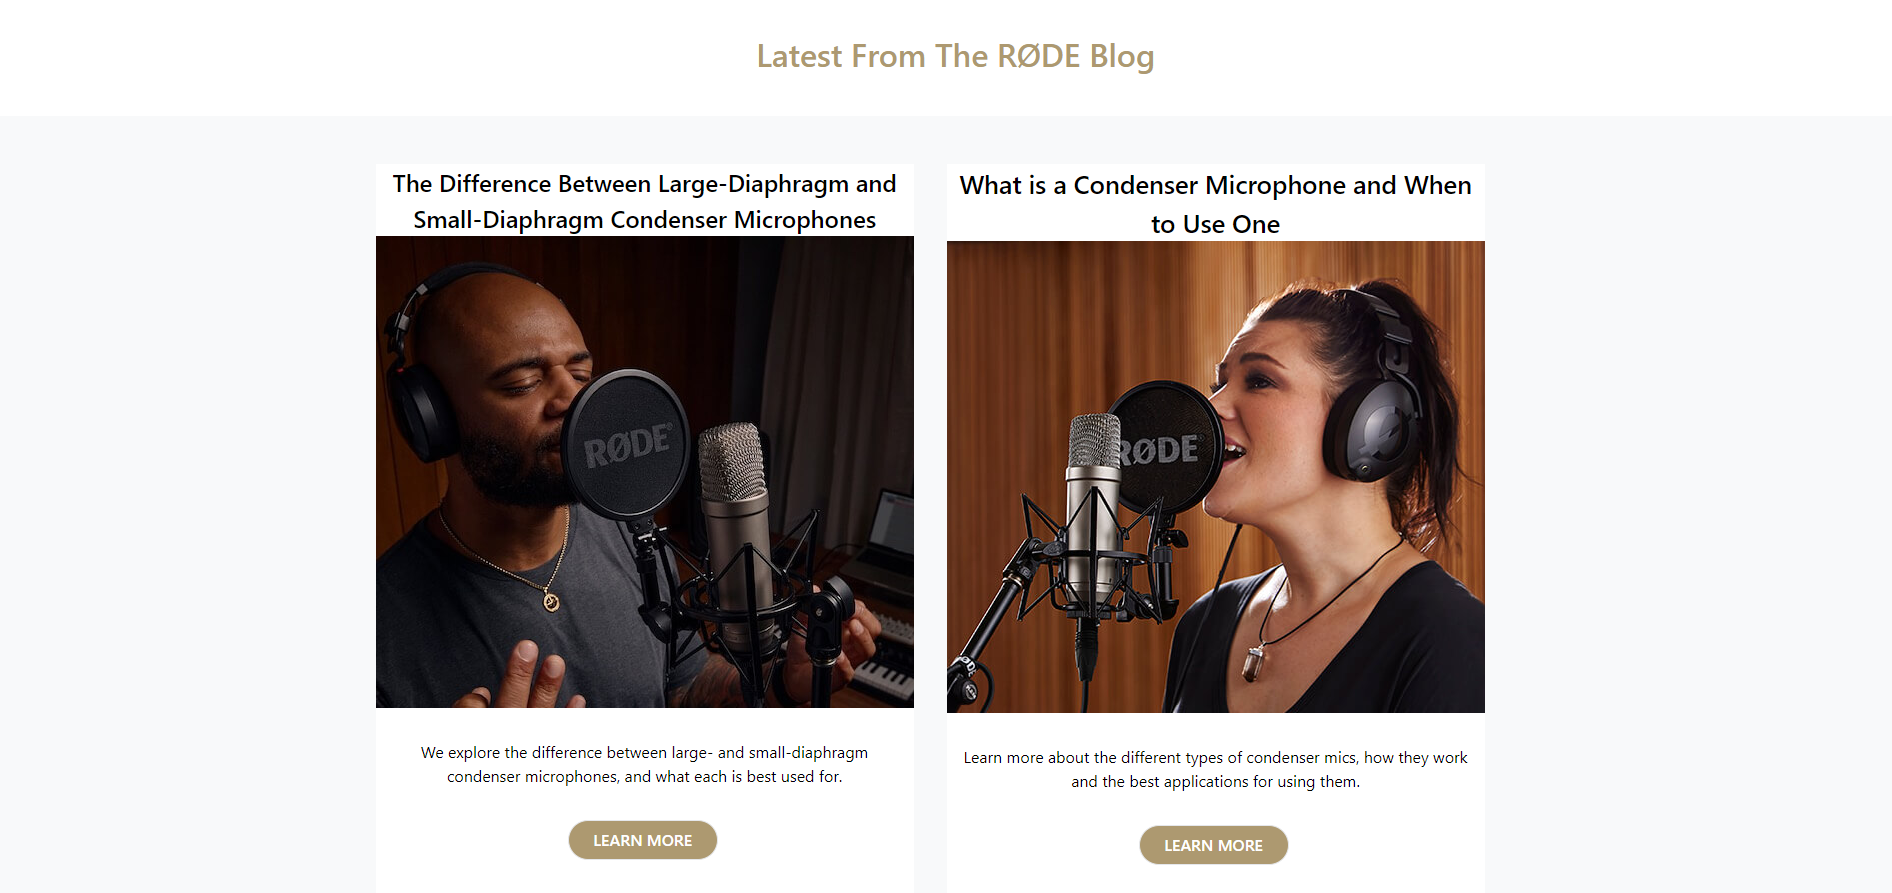 Latest From The RØDE Blog
The Difference Between Large-Diaphragm and
Small-Diaphragm Condenser Microphones
RØDE®
We explore the difference between large- and small-diaphragm
condenser microphones, and what each is best used for.
LEARN MORE
What is a Condenser Microphone and When
to Use One
RØDE
RØDE
Learn more about the different types of condenser mics, how they work
and the best applications for using them.
LEARN MORE